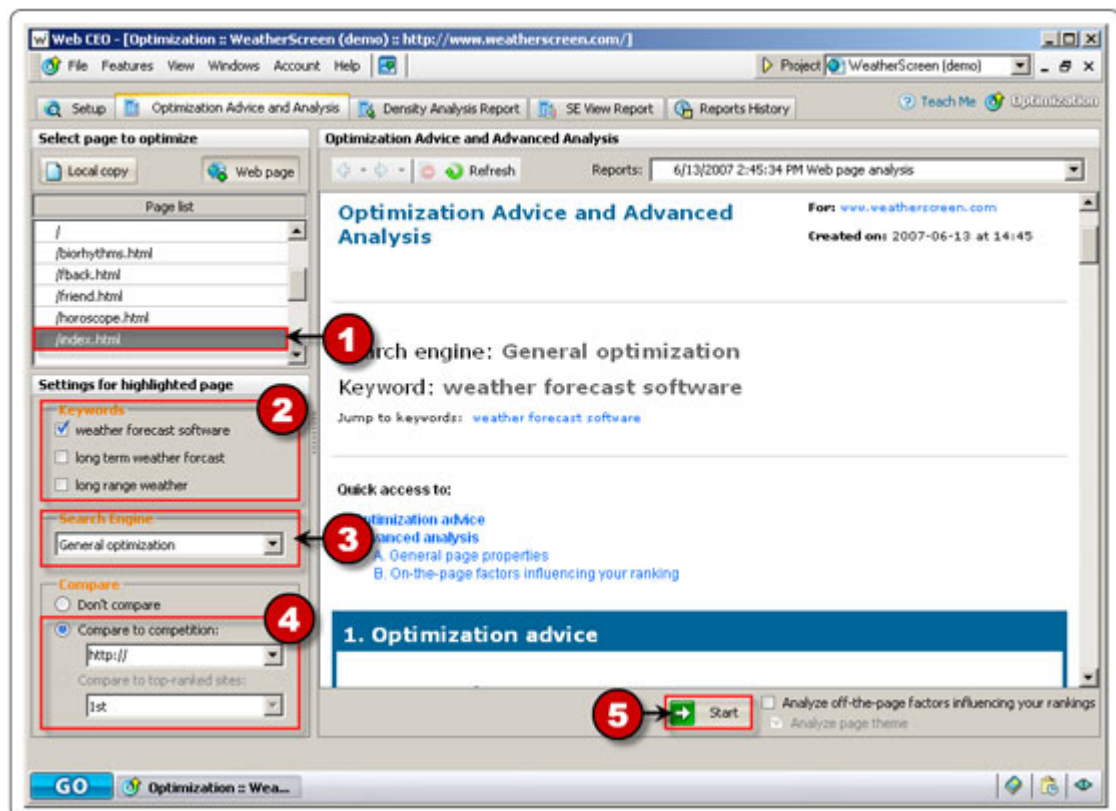 Web CEO - [Optimization :: WeatherScreen (demo) :: http://www.weatherscreen.com/]
File Features View Windows Account Help
Project WeatherScreen (demo)
Setup Optimization Advice and Analysis Density Analysis Report SE View Report Reports History
Teach Me Optimization
Select page to optimize
Local copy Web page
Page list
/
/biorhythms.html
/fback.html
/friend.html
/horoscope.html
/index.html
1
Settings for highlighted page
2
Keywords
weather forecast software
long term weather forcast
long range weather
Search Engine
General optimization
3
Compare
Don't compare
4
Compare to competition:
http://
Compare to top-ranked sites:
1st
Optimization Advice and Advanced Analysis
Refresh Reports: 6/13/2007 2:45:34 PM Web page analysis
Optimization Advice and Advanced
Analysis
For: www.weatherscreen.com
Created on: 2007-06-13 at 14:45
arch engine: General optimization
Keyword: weather forecast software
Jump to keywords: weather forecast software
Quick access to:
ptimization advice
vanced analysis
A. General page properties
B. On-the-page factors influencing your ranking
1. Optimization advice
5
Start
Analyze off-the-page factors influencing your rankings
Analyze page theme
GO Optimization :: Wea...